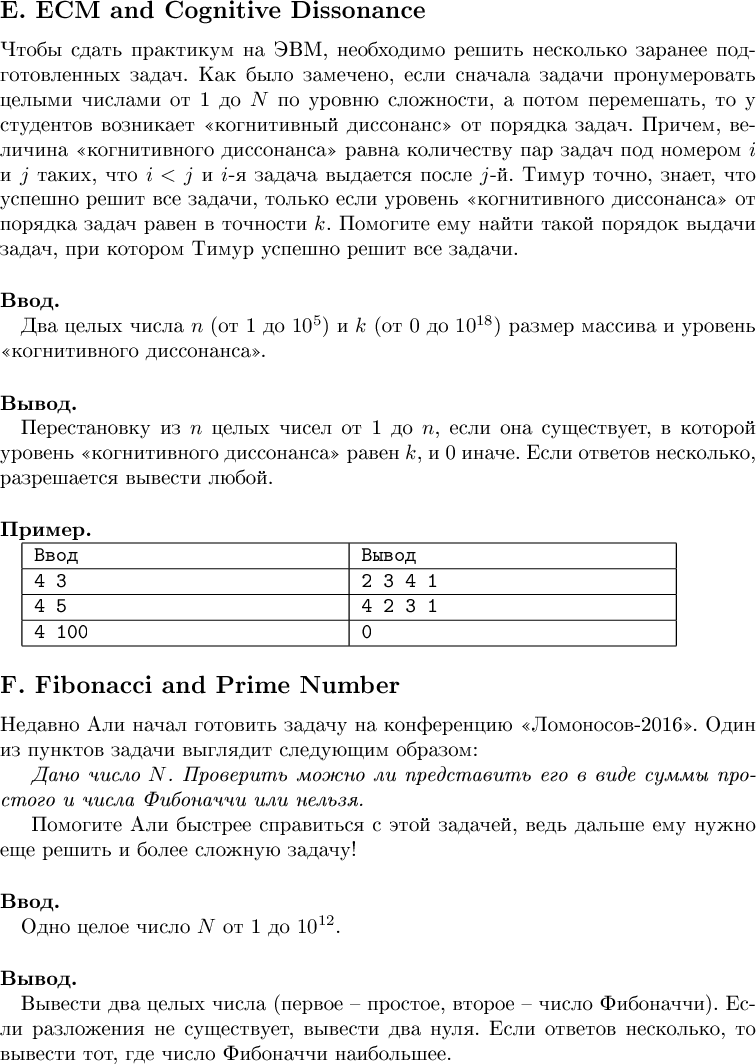 E. ECM and Cognitive Dissonance
Чтобы сдать практикум на ЭВМ, необходимо решить несколько заранее под-
готовленных задач. Как было замечено, если сначала задачи пронумеровать
целыми числами от 1 до N по уровню сложности, а потом перемешать, то у
студентов возникает «когнитивный диссонанс» от порядка задач. Причем, ве-
личина «когнитивного диссонанса» равна количеству пар задач под номером i
и j таких, что i < j и i-я задача выдается после j-й. Тимур точно, знает, что
успешно решит все задачи, только если уровень «когнитивного диссонанса» от
порядка задач равен в точности k. Помогите ему найти такой порядок выдачи
задач, при котором Тимур успешно решит все задачи.
Ввод.
Два целых числа n (от 1 до 10^5) и k (от 0 до 10^18) размер массива и уровень
«когнитивного диссонанса».
Вывод.
Перестановку из n целых чисел от 1 до n, если она существует, в которой
уровень «когнитивного диссонанса» равен k, и 0 иначе. Если ответов несколько,
разрешается вывести любой.
Пример.
Ввод Вывод
4 3 2 3 4 1
4 5 4 2 3 1
4 100 0
F. Fibonacci and Prime Number
Недавно Али начал готовить задачу на конференцию «Ломоносов-2016». Один
из пунктов задачи выглядит следующим образом:
Дано число N. Проверить можно ли представить его в виде суммы про-
стого и числа Фибоначчи или нельзя.
Помогите Али быстрее справиться с этой задачей, ведь дальше ему нужно
еще решить и более сложную задачу!
Ввод.
Одно целое число N от 1 до 10^12.
Вывод.
Вывести два целых числа (первое – простое, второе – число Фибоначчи). Ес-
ли разложения не существует, вывести два нуля. Если ответов несколько, то
вывести тот, где число Фибоначчи наибольшее.